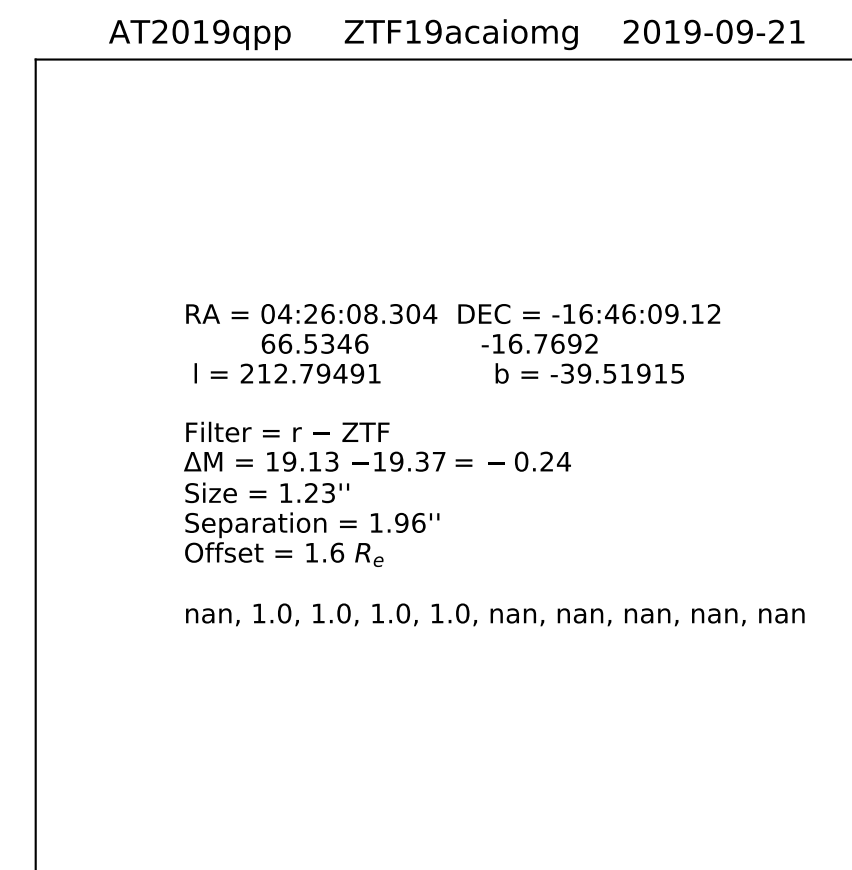 AT2019qpp ZTF19acaiomg 2019-09-21
RA = 04:26:08.304 DEC = -16:46:09.12
66.5346 -16.7692
l = 212.79491 b = -39.51915
Filter = r − ZTF
ΔM = 19.13 −19.37 = − 0.24
Size = 1.23''
Separation = 1.96''
Offset = 1.6 Rₑ
nan, 1.0, 1.0, 1.0, 1.0, nan, nan, nan, nan, nan